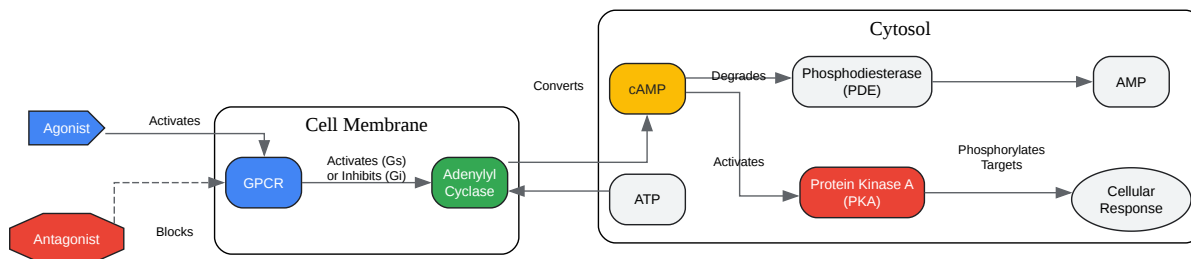 Cytosol
Converts
cAMP
Degrades
Phosphodiesterase
(PDE)
AMP
Agonist
Activates
Cell Membrane
GPCR
Activates (Gs)
or Inhibits (Gi)
Adenylyl
Cyclase
Activates
Phosphorylates
Targets
ATP
Protein Kinase A
(PKA)
Cellular
Response
Antagonist
Blocks